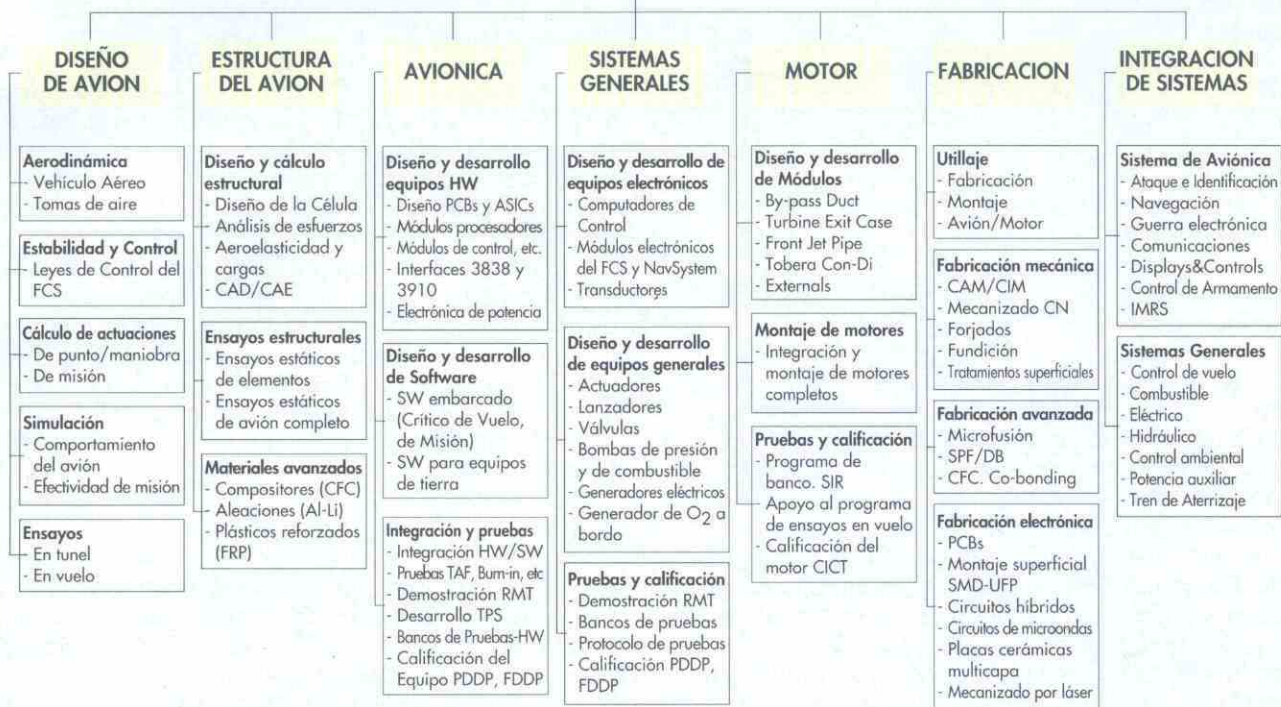 DISEÑO
DE AVION
Aerodinámica
- Vehículo Aéreo
- Tomas de aire
Estabilidad y Control
- Leyes de Control del
FCS
Cálculo de actuaciones
- De punto/maniobra
- De misión
Simulación
- Comportamiento
del avión
- Efectividad de misión
Ensayos
- En tunel
- En vuelo
ESTRUCTURA
DEL AVION
Diseño y cálculo
estructural
- Diseño de la Célula
- Análisis de esfuerzos
- Aeroelasticidad y
cargas
- CAD/CAE
Ensayos estructurales
- Ensayos estáticos
de elementos
- Ensayos estáticos
de avión completo
Materiales avanzados
- Compositores (CFC)
- Aleaciones (Al-Li)
- Plásticos reforzados
(FRP)
AVIONICA
Diseño y desarrollo
equipos HW
- Diseño PCBs y ASICs
- Módulos procesadores
- Módulos de control, etc.
- Interfaces 3838 y
3910
- Electrónica de potencia
Diseño y desarrollo
de Software
- SW embarcado
(Crítico de Vuelo,
de Misión)
- SW para equipos
de tierra
Integración y pruebas
- Integración HW/SW
- Pruebas TAF, Burn-in, etc
- Demostración RMT
- Desarrollo TPS
- Bancos de Pruebas-HW
- Calificación del
Equipo PDDP, FDDP
SISTEMAS
GENERALES
Diseño y desarrollo de
equipos electrónicos
- Computadores de
Control
- Módulos electrónicos
del FCS y NavSystem
- Transductores
Diseño y desarrollo
de equipos generales
- Actuadores
- Lanzadores
- Válvulas
- Bombas de presión
y de combustible
- Generadores eléctricos
- Generador de O2 a
bordo
Pruebas y calificación
- Demostración RMT
- Bancos de pruebas
- Protocolo de pruebas
- Calificación PDDP,
FDDP
MOTOR
Diseño y desarrollo
de Módulos
- By-pass Duct
- Turbine Exit Case
- Front Jet Pipe
- Tobera Con-Di
- Externals
Montaje de motores
- Integración y
montaje de motores
completos
Pruebas y calificación
- Programa de
banco. SIR
- Apoyo al programa
de ensayos en vuelo
- Calificación del
motor CICT
FABRICACION
Utillaje
- Fabricación
- Montaje
- Avión/Motor
Fabricación mecánica
- CAM/CIM
- Mecanizado CN
- Forjados
- Fundición
- Tratamientos superficiales
Fabricación avanzada
- Microfusión
- SPF/DB
- CFC. Co-bonding
Fabricación electrónica
- PCBs
- Montaje superficial
SMD-UFP
- Circuitos híbridos
- Circuitos de microondas
- Placas cerámicas
multicapa
- Mecanizado por láser
INTEGRACION
DE SISTEMAS
Sistema de Aviónica
- Ataque e Identificación
- Navegación
- Guerra electrónica
- Comunicaciones
- Displays&Controls
- Control de Armamento
- IMRS
Sistemas Generales
- Control de vuelo
- Combustible
- Eléctrico
- Hidráulico
- Control ambiental
- Potencia auxiliar
- Tren de Aterrizaje